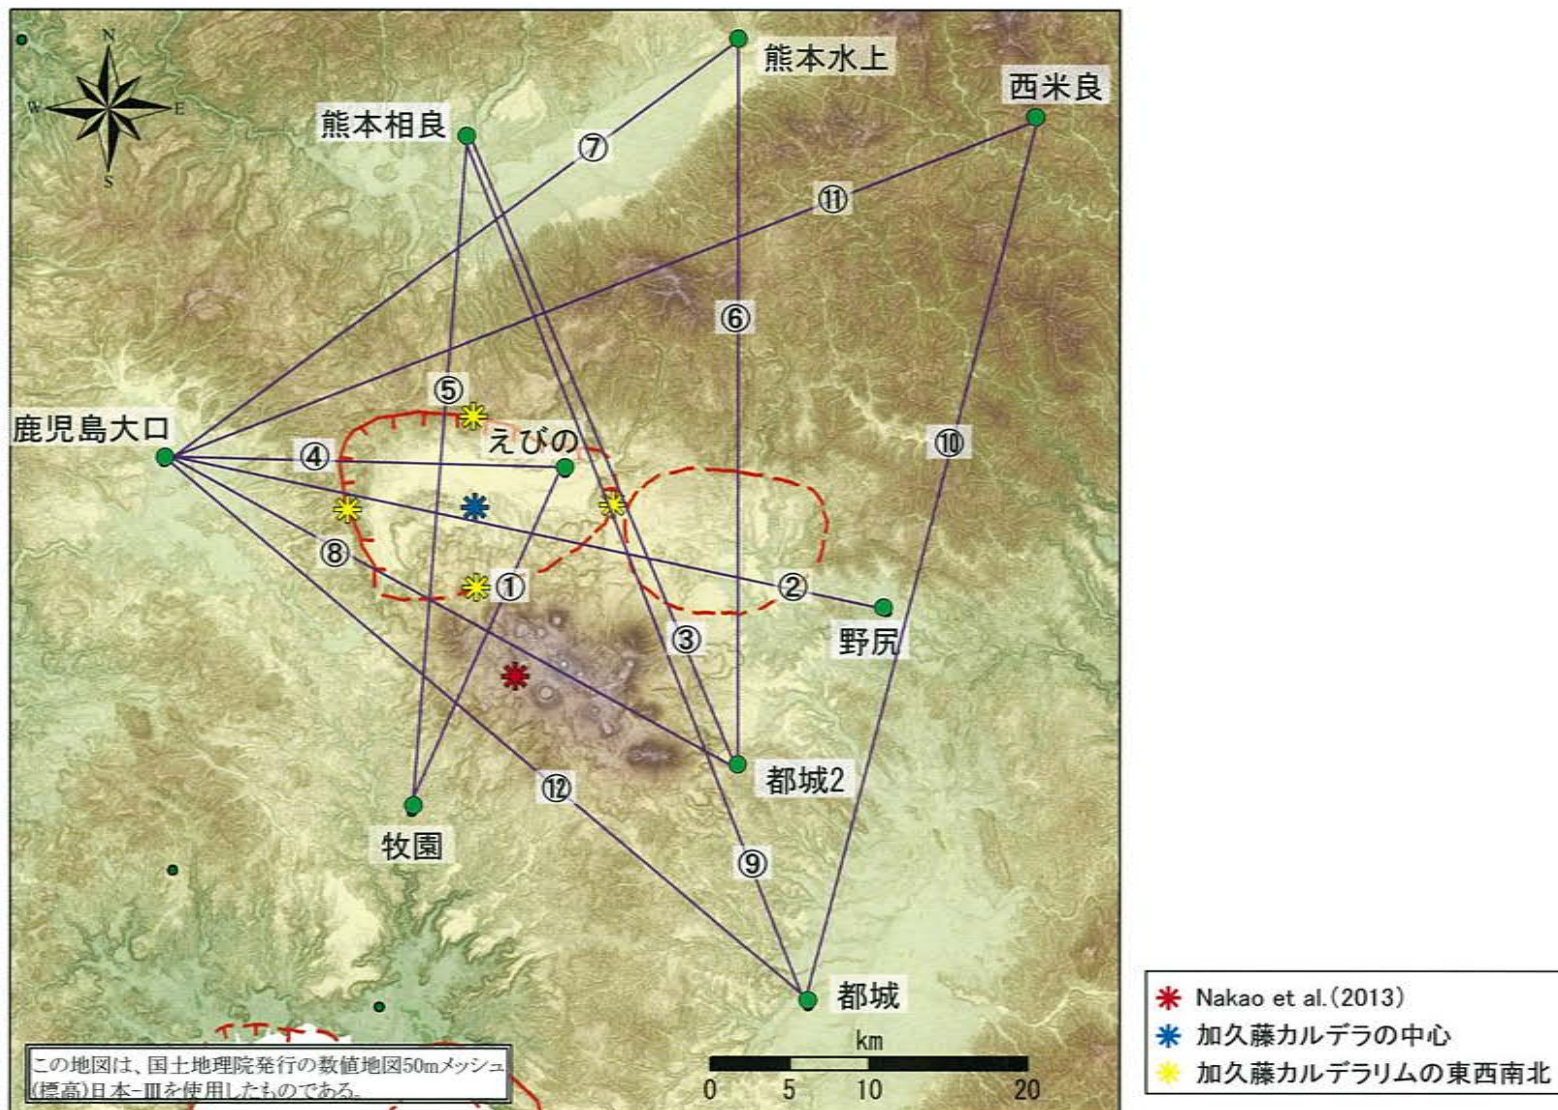 N
W
E
S
熊本水上
西米良
熊本相良
⑦
⑪
⑥
⑤
鹿児島大口
えびの
④
⑩
⑧
①
②
③
野尻
都城2
⑫
牧園
⑨
都城
km
0 5 10 20
この地図は、国土地理院発行の数値地図50mメッシュ
(標高)日本-Ⅲを使用したものである。
Nakao et al.(2013)
加久藤カルデラの中心
加久藤カルデラリムの東西南北